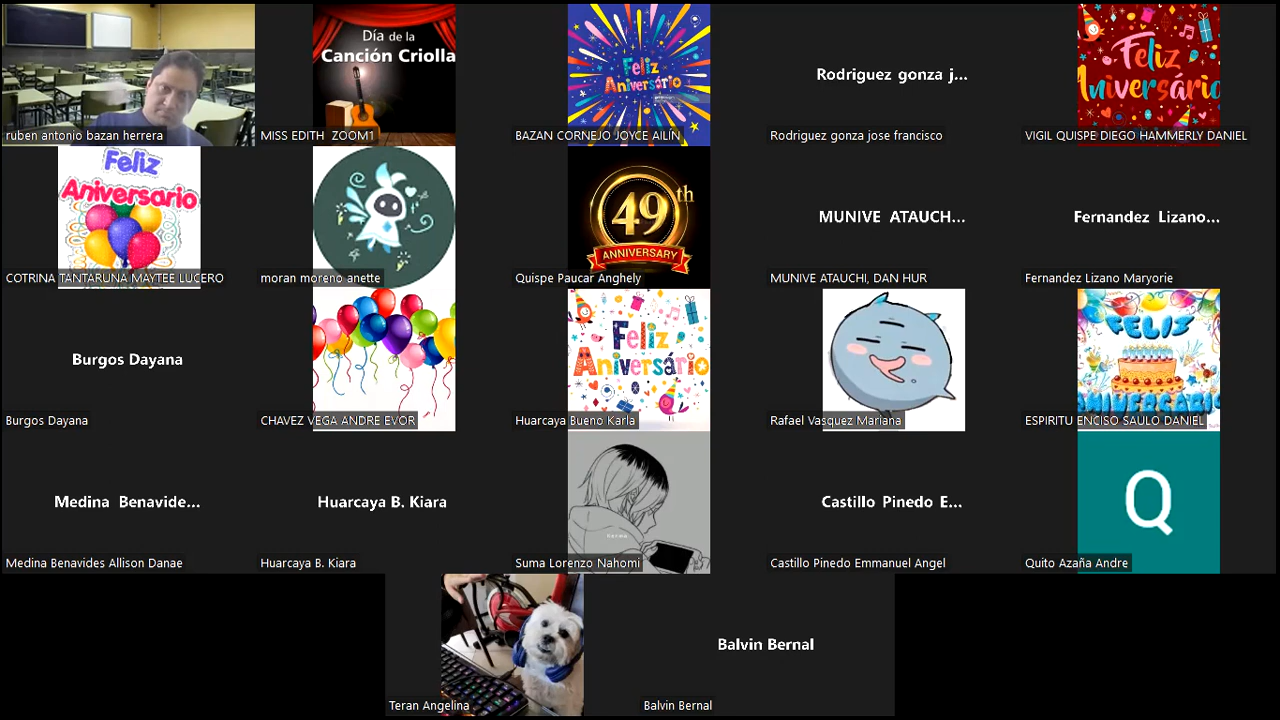 ruben antonio bazan herrera
Día de la
Canción Criolla
MISS EDITH ZOOM1
Feliz
Aniversario
BAZAN CORNEJO JOYCE AILÍN
Rodriguez gonza j...
Rodriguez gonza jose francisco
Feliz
Aniversário
VIGIL QUISPE DIEGO HAMMERLY DANIEL
Feliz
Aniversario
COTRINA TANTARUNA MAYTEE LUCERO
moran moreno anette
49th
ANNIVERSARY
Quispe Paucar Anghely
MUNIVE ATAUCH...
MUNIVE ATAUCHI, DAN HUR
Fernandez Lizano...
Fernandez Lizano Maryorie
Burgos Dayana
Burgos Dayana
CHAVEZ VEGA ANDRE EVOR
Feliz
Aniversário
Huarcaya Bueno Karla
Rafael Vasquez Mariana
FELIZ
ANIVERSARIO
ESPIRITU ENCISO SAULO DANIEL
Medina Benavide...
Medina Benavides Allison Danae
Huarcaya B. Kiara
Huarcaya B. Kiara
Suma Lorenzo Nahomi
Castillo Pinedo E...
Castillo Pinedo Emmanuel Angel
Q
Quito Azaña Andre
Teran Angelina
Balvin Bernal
Balvin Bernal